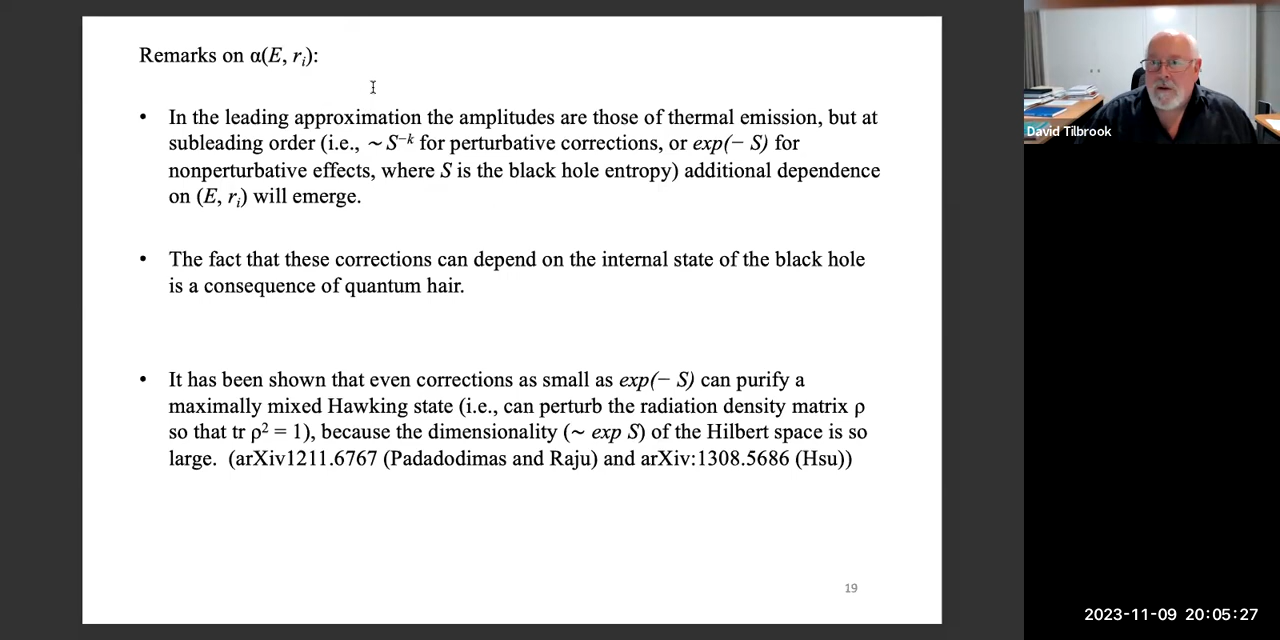 Remarks on α(E, rᵢ):
• In the leading approximation the amplitudes are those of thermal emission, but at
subleading order (i.e., ~ S⁻ᵏ for perturbative corrections, or exp(− S) for
nonperturbative effects, where S is the black hole entropy) additional dependence
on (E, rᵢ) will emerge.
• The fact that these corrections can depend on the internal state of the black hole
is a consequence of quantum hair.
• It has been shown that even corrections as small as exp(− S) can purify a
maximally mixed Hawking state (i.e., can perturb the radiation density matrix ρ
so that tr ρ² = 1), because the dimensionality (~ exp S) of the Hilbert space is so
large. (arXiv1211.6767 (Padadodimas and Raju) and arXiv:1308.5686 (Hsu))
19
David Tilbrook
2023-11-09 20:05:27